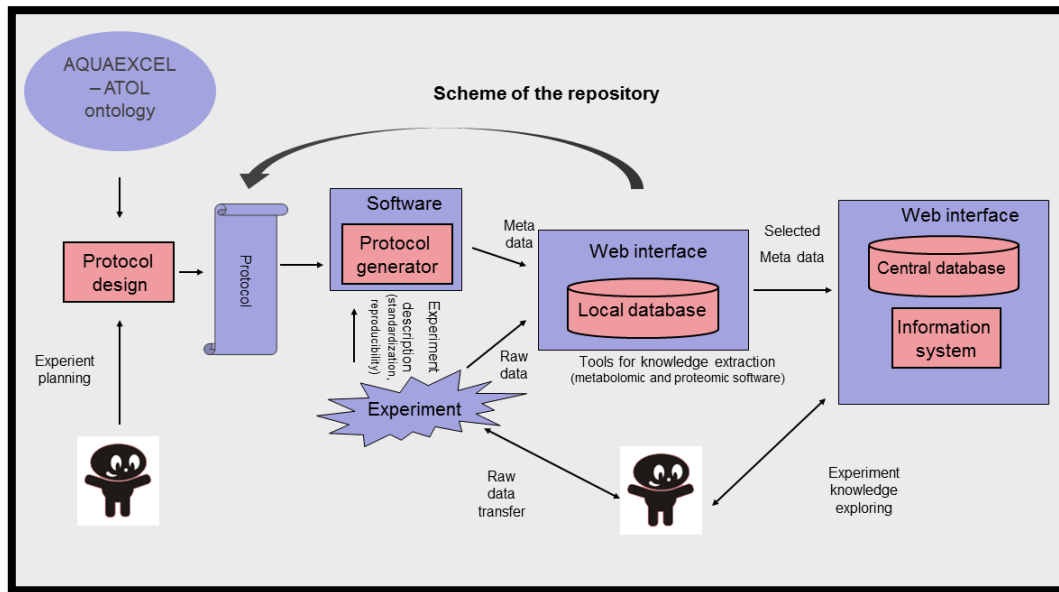 AQUAEXCEL
– ATOL
ontology
Scheme of the repository
Protocol
design
Experient
planning
Protocol
Software
Protocol
generator
Experiment
description
(standardization,
reproducibility)
Experiment
Meta
data
Raw
data
Web interface
Local database
Tools for knowledge extraction
(metabolomic and proteomic software)
Raw
data
transfer
Selected
Meta data
Web interface
Central database
Information
system
Experiment
knowledge
exploring